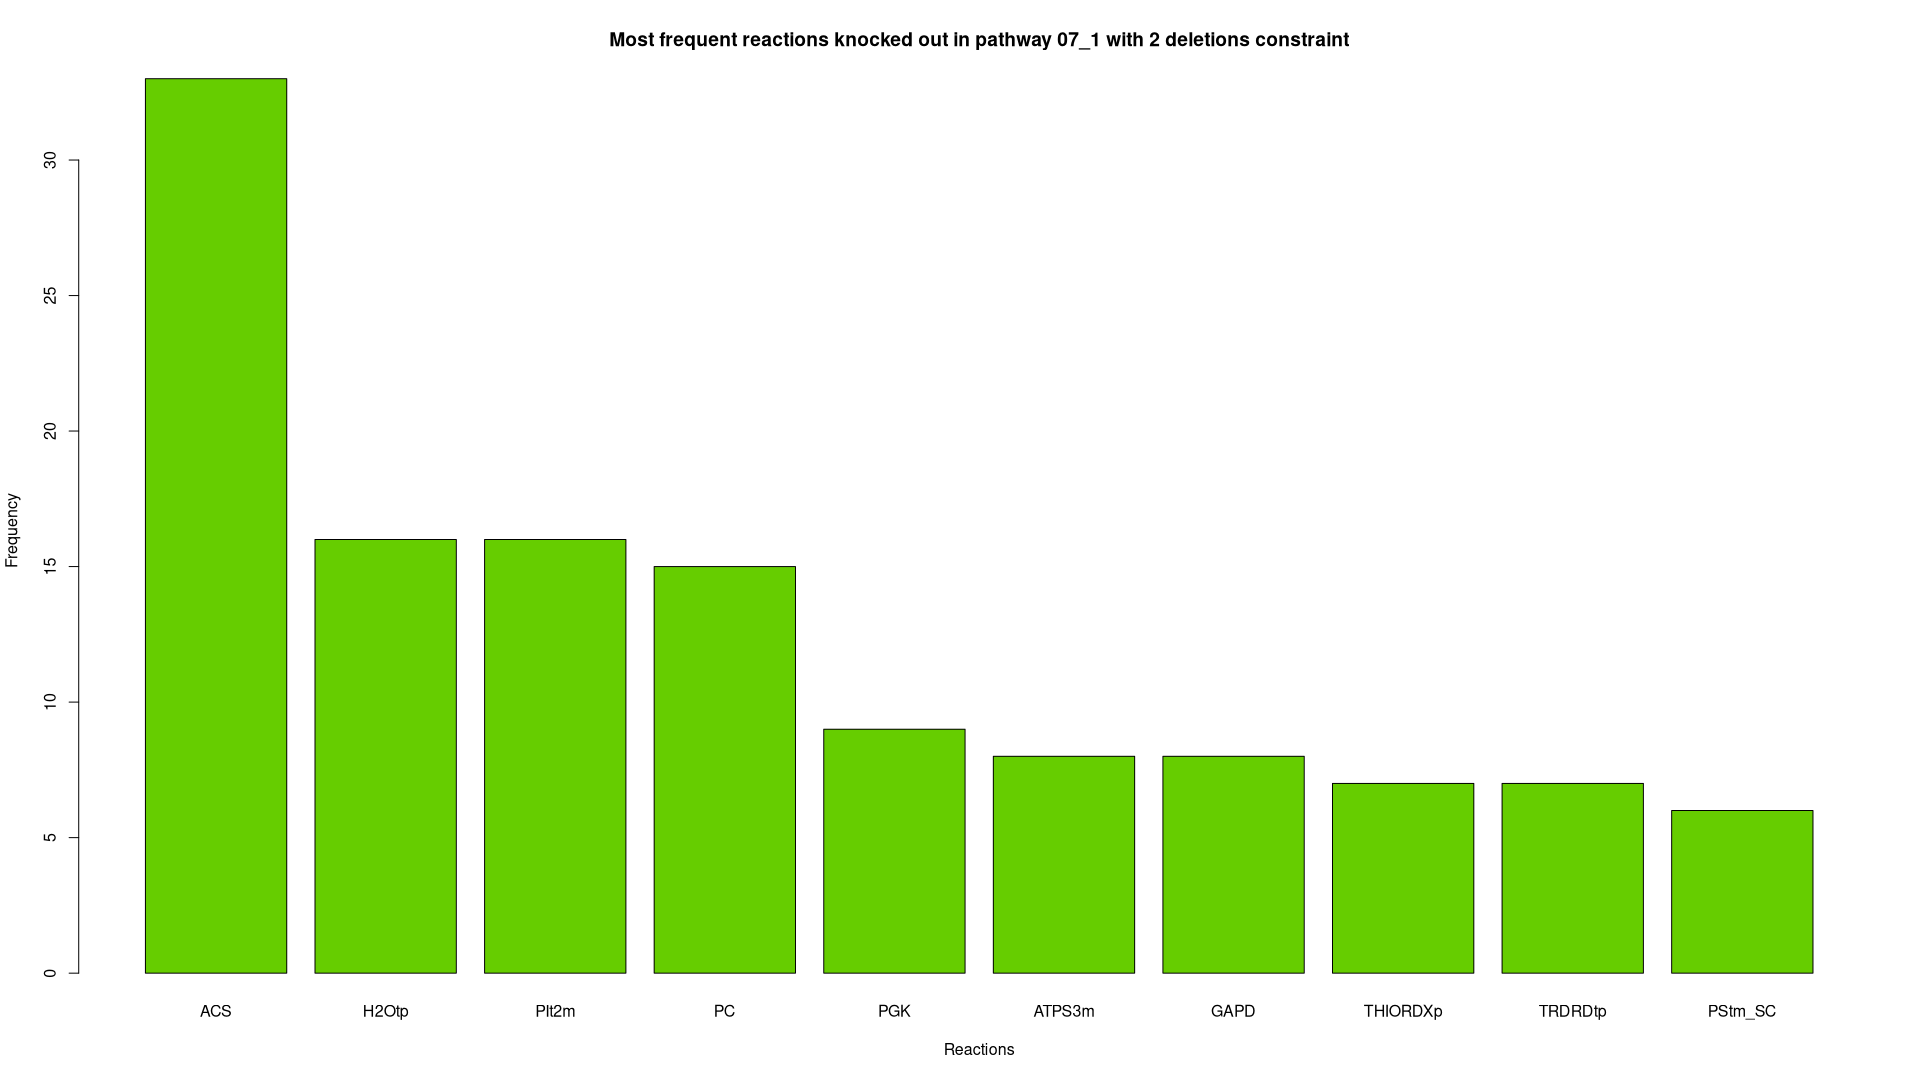 Most frequent reactions knocked out in pathway 07_1 with 2 deletions constraint
30
25
20
15
10
5
0
Frequency
ACS H2Otp PIt2m PC PGK ATPS3m GAPD THIORDXp TRDRDtp PStm_SC
Reactions